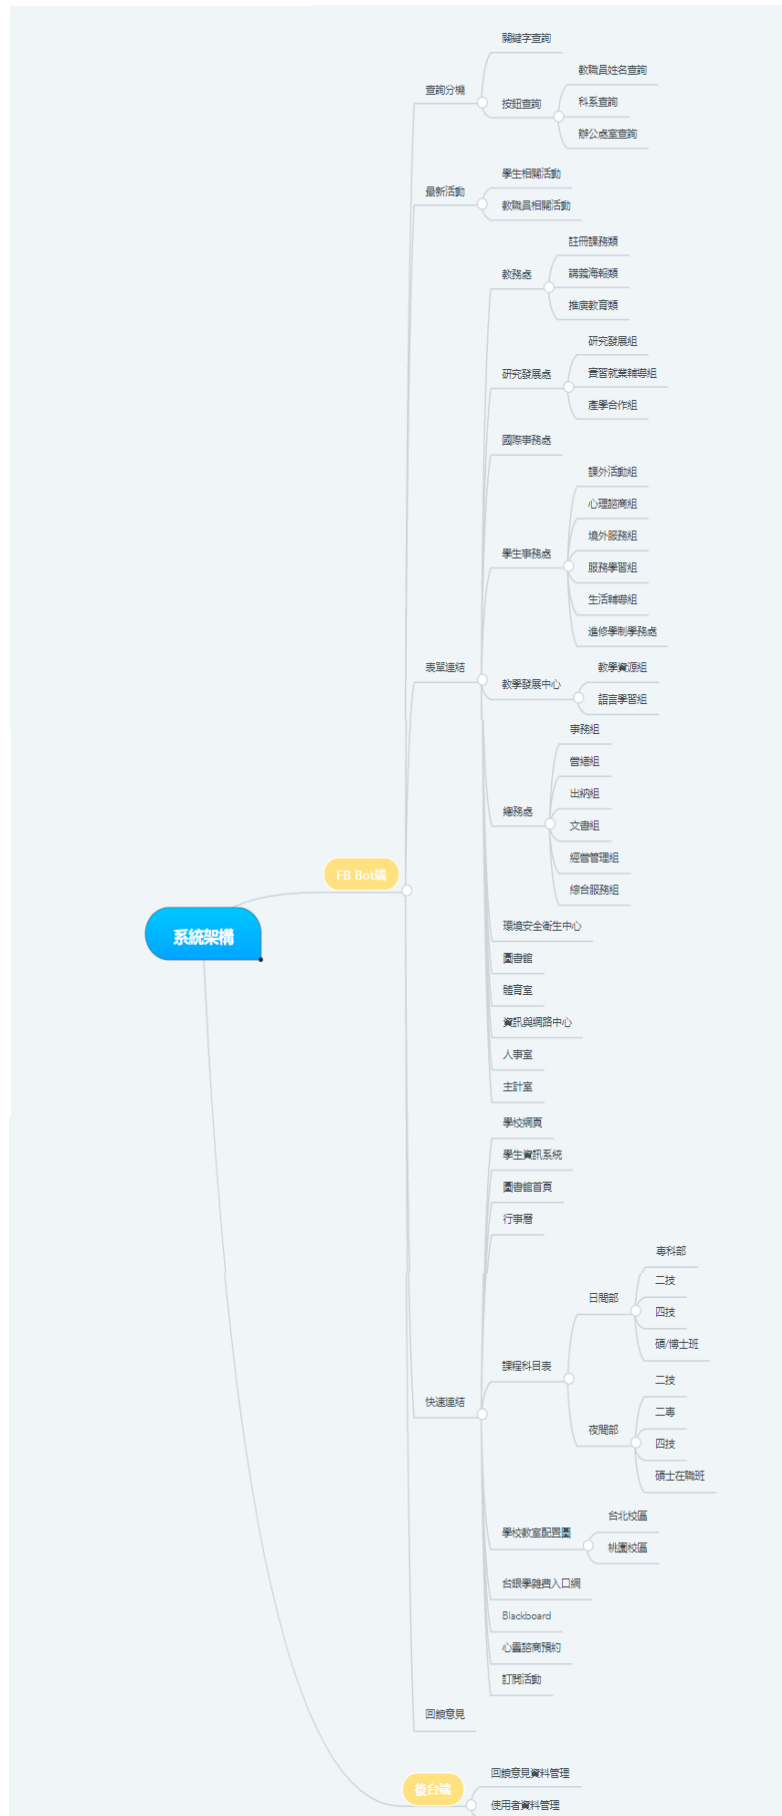 關鍵字查詢
教職員姓名查詢
查詢分機
按鈕查詢
科系查詢
辦公處室查詢
學生相關活動
最新活動
教職員相關活動
註冊課務類
教務處
講義海報類
推廣教育類
研究發展組
研究發展處
實習就業輔導組
產學合作組
國際事務處
課外活動組
心理諮商組
境外服務組
學生事務處
服務學習組
生活輔導組
進修學制學務處
表單連結
教學資源組
教學發展中心
語言學習組
事務組
營繕組
出納組
總務處
文書組
經營管理組
綜合服務組
FB Bot端
環境安全衛生中心
系統架構
圖書館
體育室
資訊與網路中心
人事室
主計室
學校網頁
學生資訊系統
圖書館首頁
行事曆
專科部
二技
日間部
四技
碩/博士班
課程科目表
二技
快速連結
二專
夜間部
四技
碩士在職班
台北校區
學校教室配置圖
桃園校區
台銀學雜費入口網
Blackboard
心靈諮商預約
訂閱活動
回饋意見
回饋意見資料管理
後台端
使用者資料管理